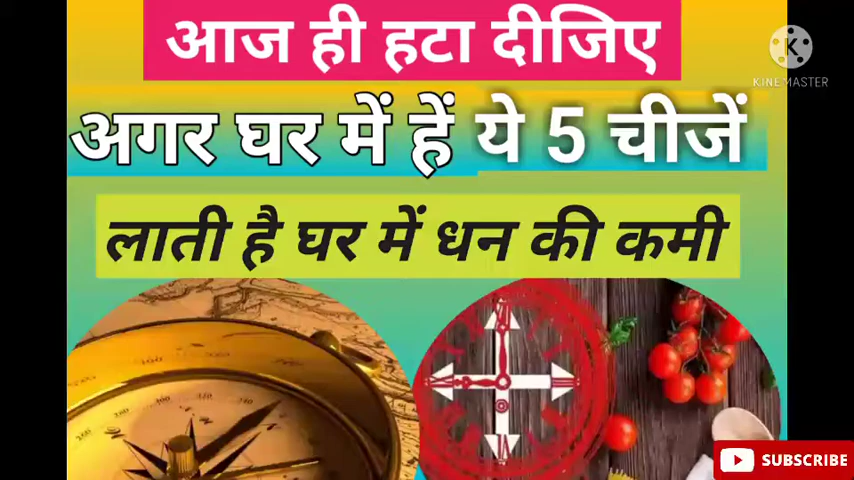 आज ही हटा दीजिए
K
KINEMASTER
अगर घर में हें ये 5 चीजें
लाती है घर में धन की कमी
SUBSCRIBE